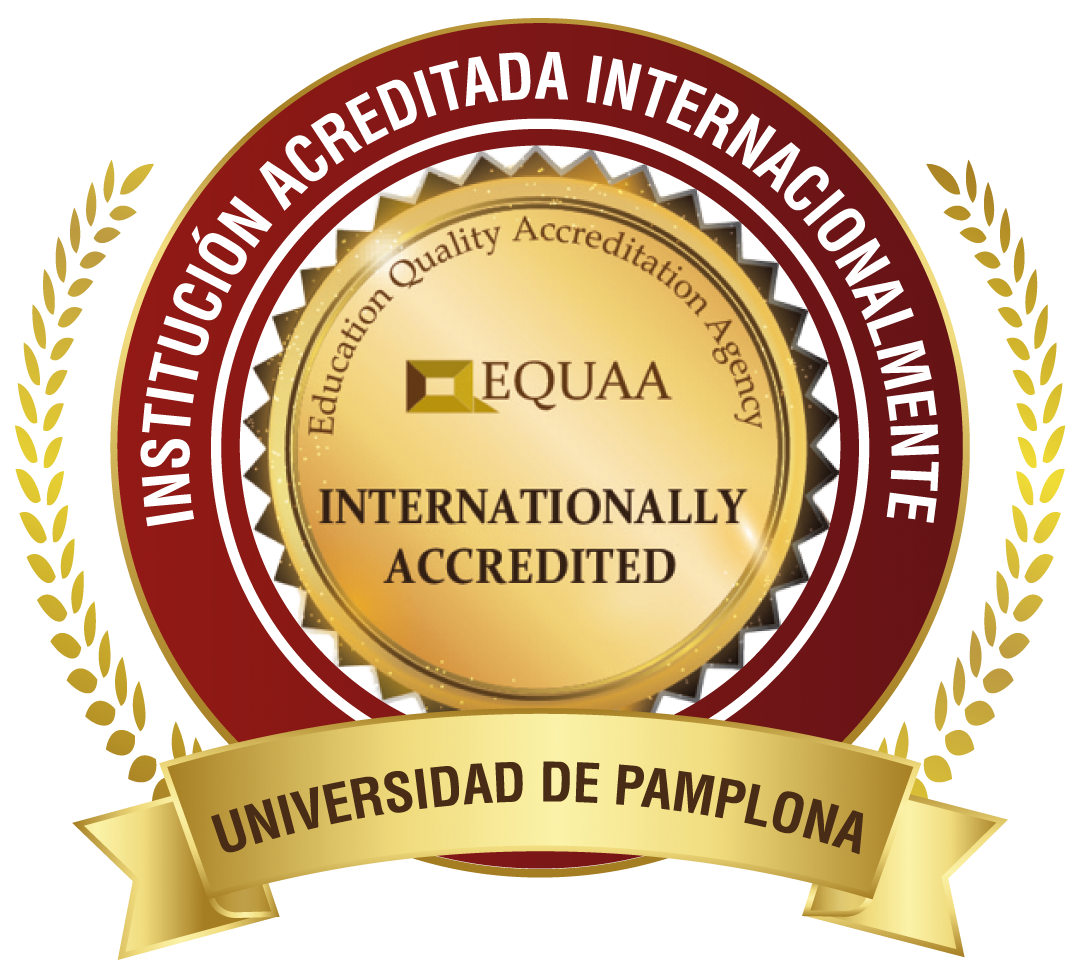 INSTITUCIÓN ACREDITADA INTERNACIONALMENTE
Education Quality Accreditation Agency
EQUAA
INTERNATIONALLY
ACCREDITED
UNIVERSIDAD DE PAMPLONA